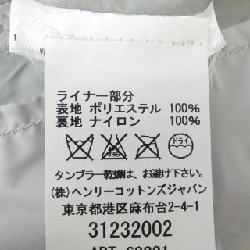 ライナー部分
表地 ポリエステル 100%
裏地 ナイロン 100%
ドライ
タンブラー乾燥は、お避け下さい
(株)ヘンリーコットンズジャパン
東京都港区麻布台2-4-1
31232002